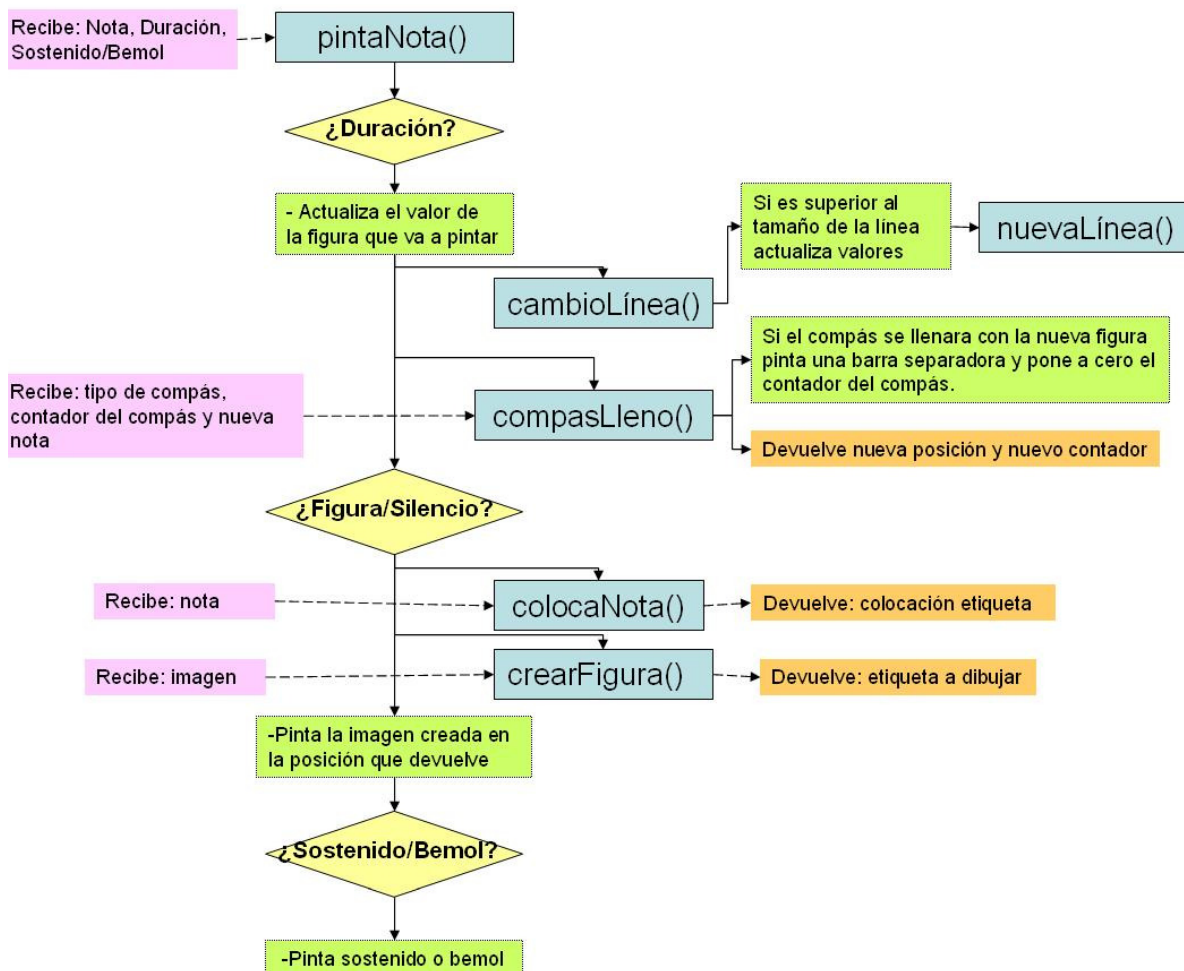 Recibe: Nota, Duración,
Sostenido/Bemol
pintaNota()
¿Duración?
- Actualiza el valor de
la figura que va a pintar
Si es superior al
tamaño de la línea
actualiza valores
nuevaLínea()
cambioLínea()
Si el compás se llenara con la nueva figura
pinta una barra separadora y pone a cero el
contador del compás.
Recibe: tipo de compás,
contador del compás y nueva
nota
compasLleno()
Devuelve nueva posición y nuevo contador
¿Figura/Silencio?
Recibe: nota
colocaNota()
Devuelve: colocación etiqueta
Recibe: imagen
crearFigura()
Devuelve: etiqueta a dibujar
-Pinta la imagen creada en
la posición que devuelve
¿Sostenido/Bemol?
-Pinta sostenido o bemol